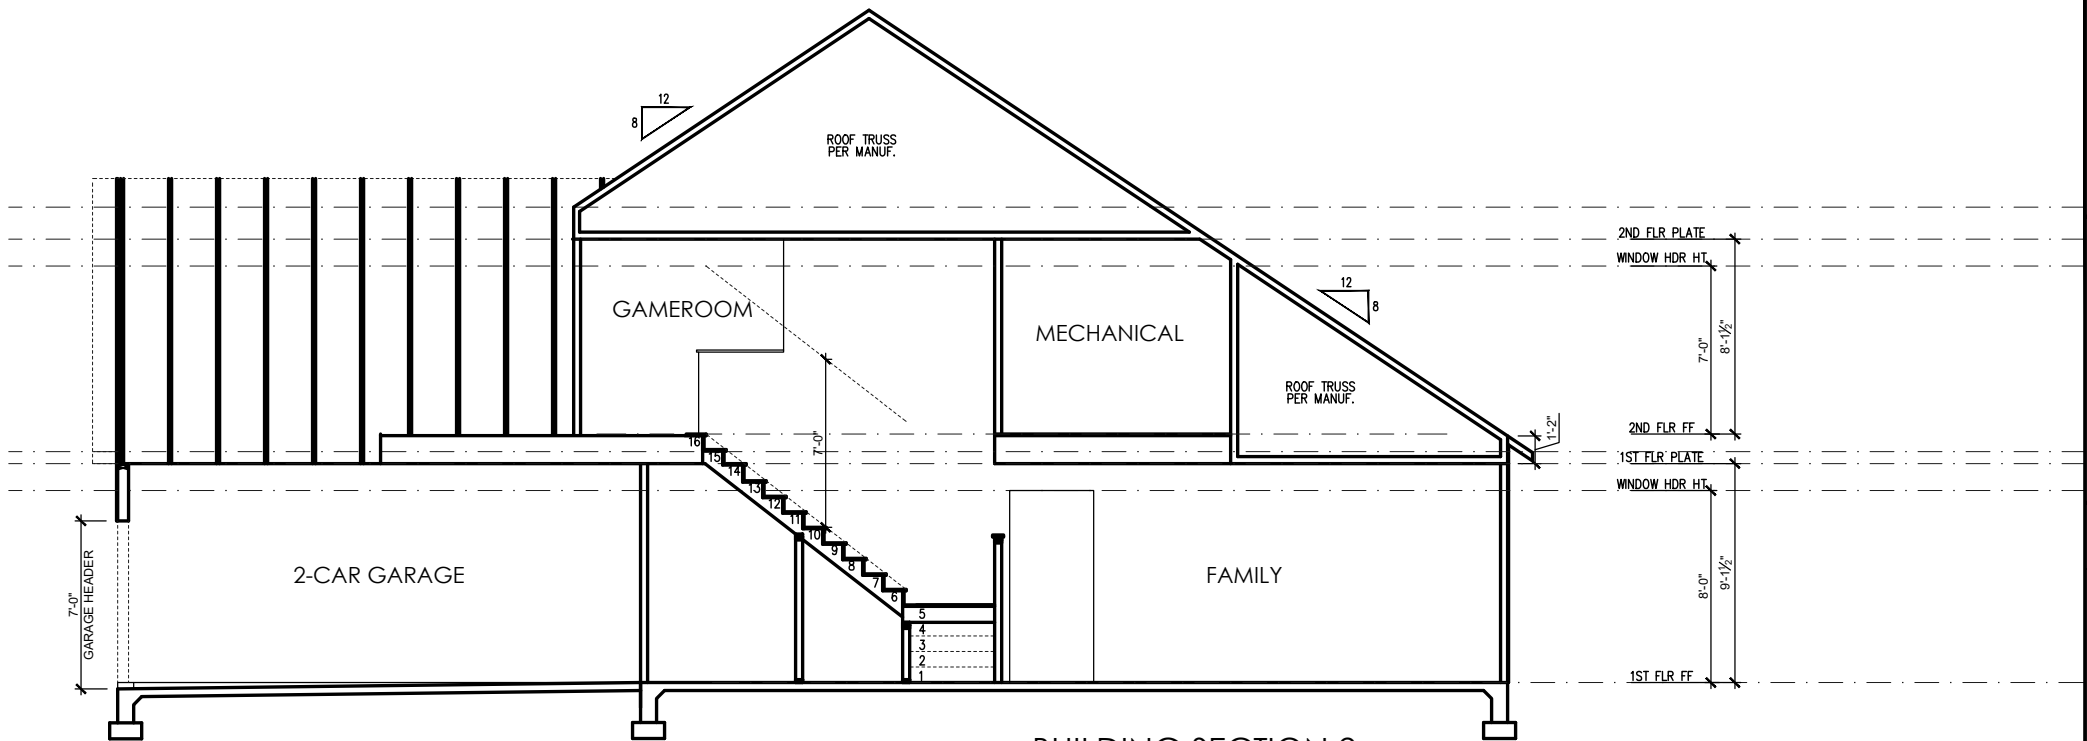 12
8
ROOF TRUSS
PER MANUF.
2ND FLR PLATE
WINDOW HDR HT
12
8
GAMEROOM
MECHANICAL
7'-0"
8'-1½"
ROOF TRUSS
PER MANUF.
1'-2"
2ND FLR FF
7'-0"
1ST FLR PLATE
WINDOW HDR HT
16
15
14
13
12
11
10
9
8
7
6
5
4
3
2
1
7'-0"
GARAGE HEADER
2-CAR GARAGE
FAMILY
8'-0"
9'-1½"
1ST FLR FF